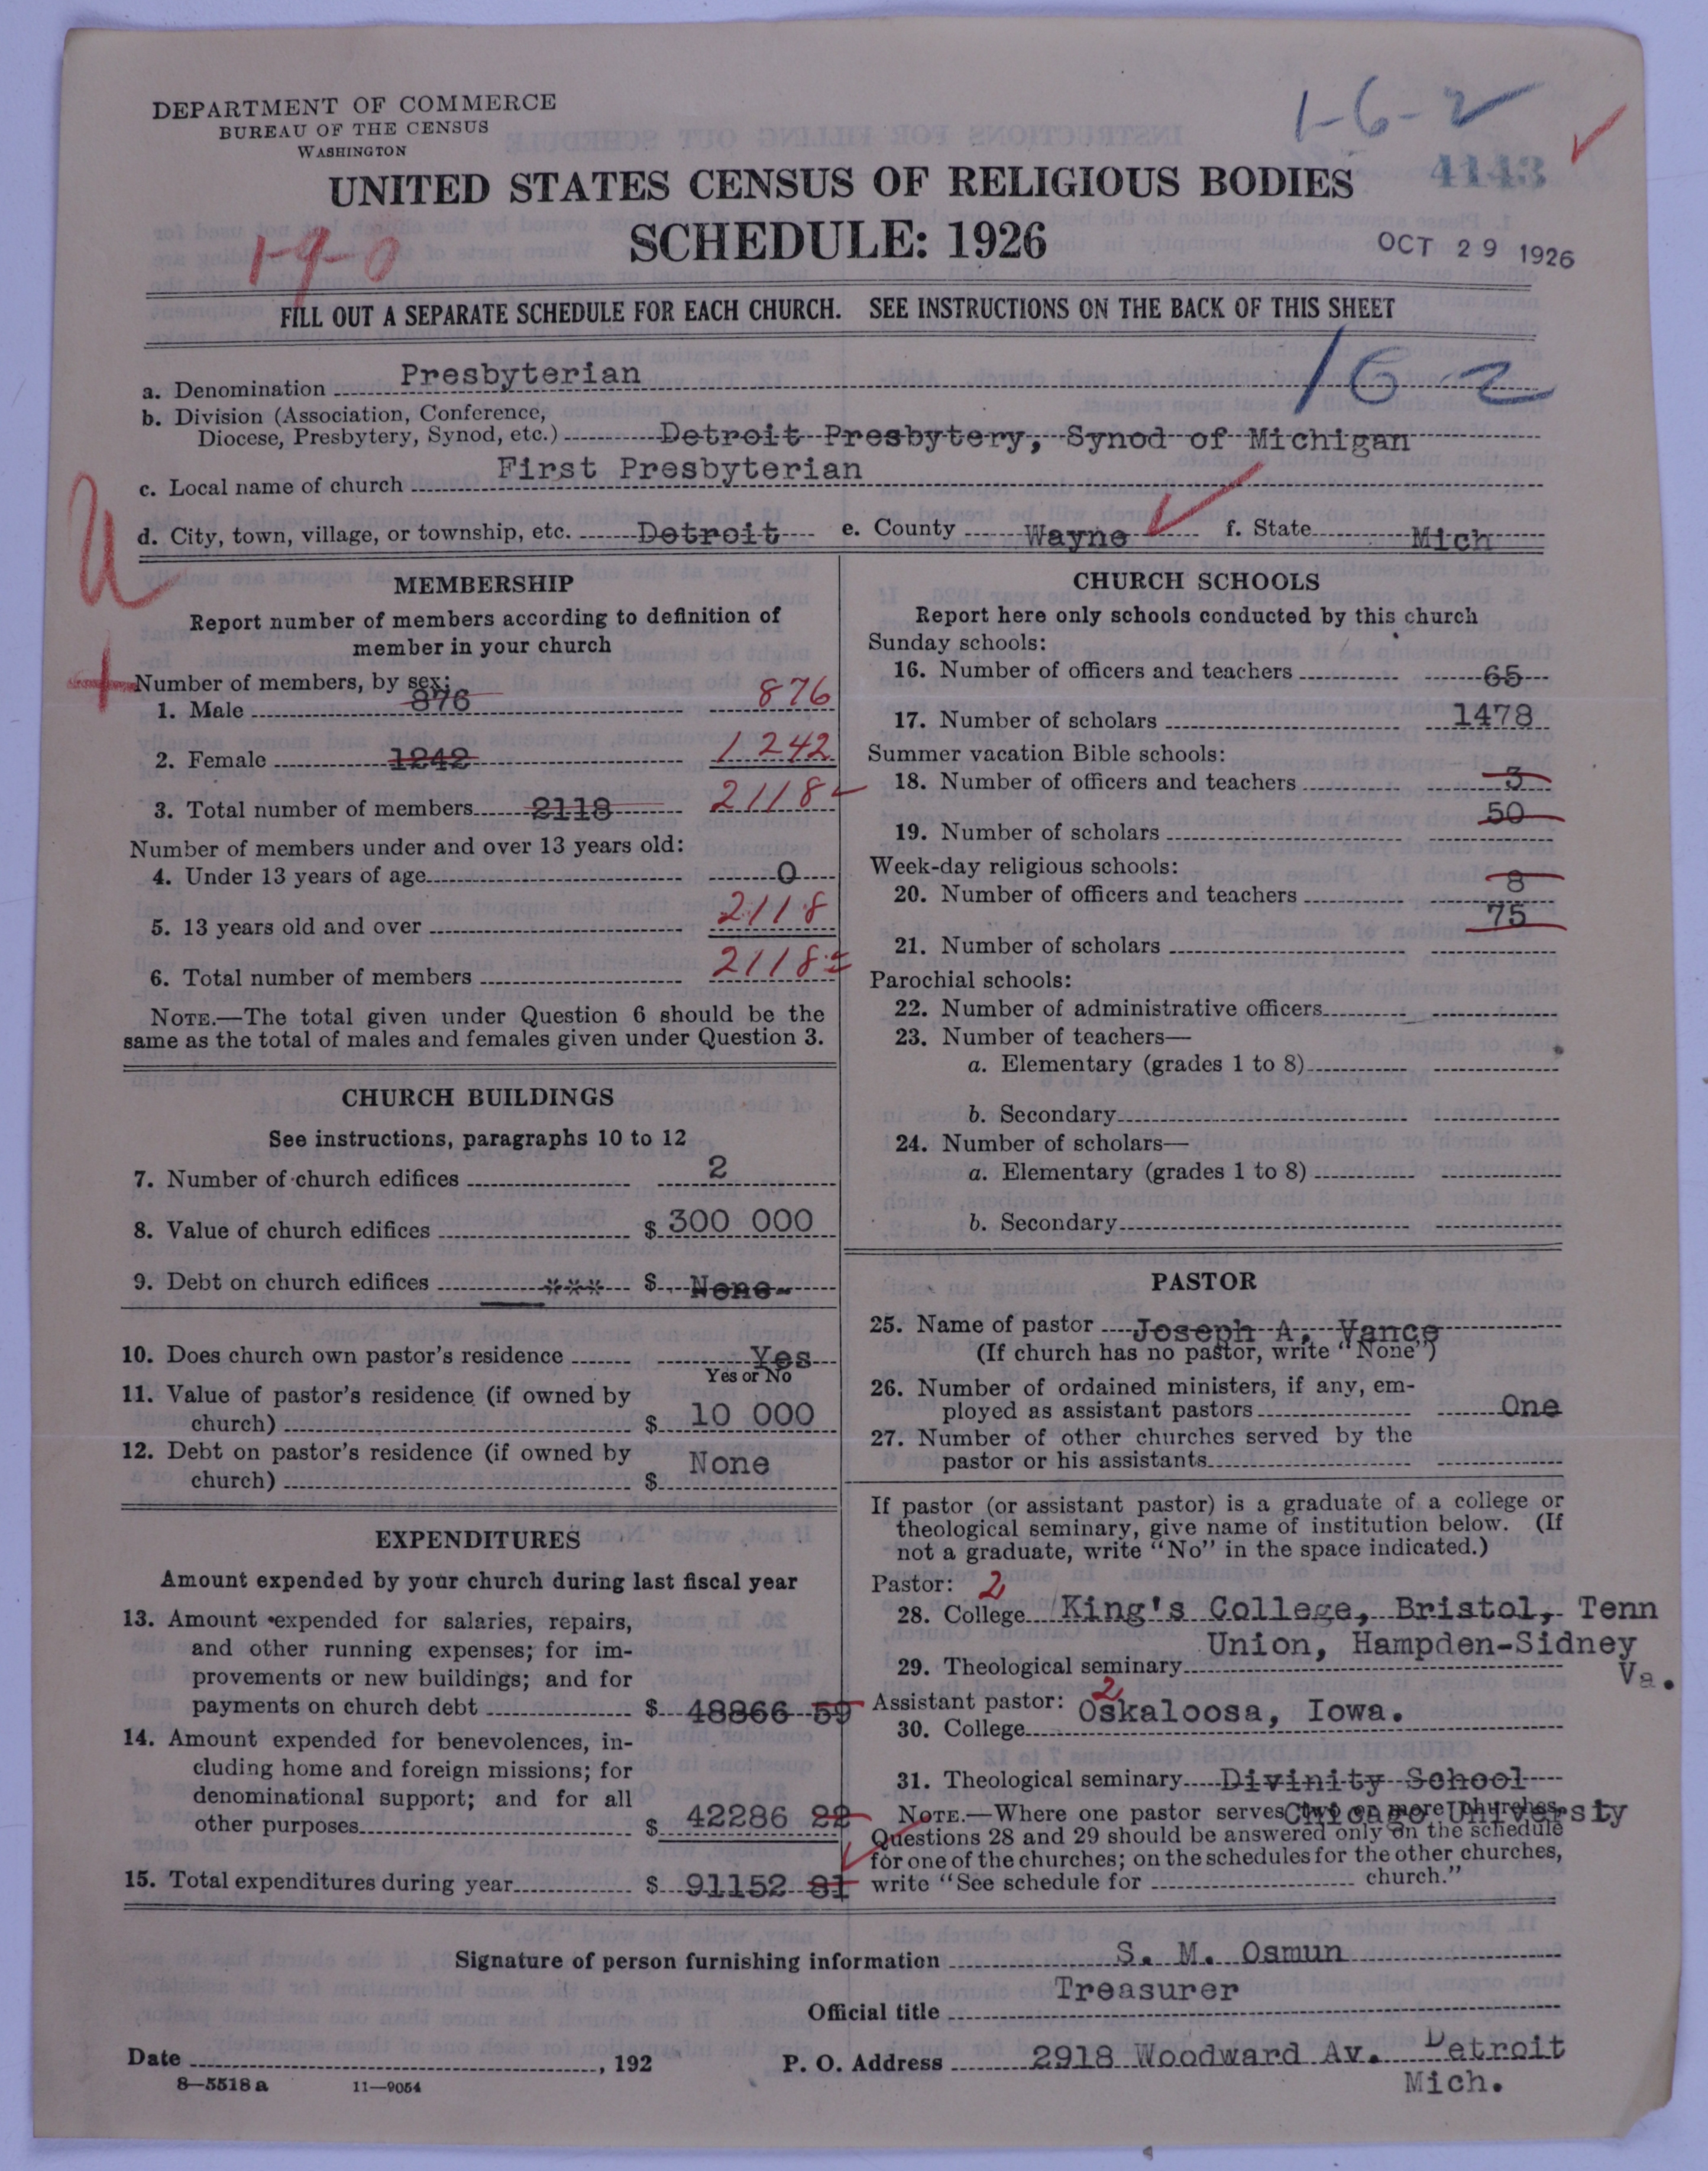 DEPARTMENT OF COMMERCE
BUREAU OF THE CENSUS
WASHINGTON
1-6-2
4143
UNITED STATES CENSUS OF RELIGIOUS BODIES
SCHEDULE: 1926
1-9-0
OCT 29 1926
FILL OUT A SEPARATE SCHEDULE FOR EACH CHURCH. SEE INSTRUCTIONS ON THE BACK OF THIS SHEET
16-2
a. Denomination Presbyterian
b. Division (Association, Conference,
Diocese, Presbytery, Synod, etc.) Detroit Presbytery, Synod of Michigan
c. Local name of church First Presbyterian
d. City, town, village, or township, etc. Detroit e. County Wayne f. State Mich
MEMBERSHIP
Report number of members according to definition of
member in your church
Number of members, by sex:
1. Male 876 876
2. Female 1242 1242
3. Total number of members 2118 2118
Number of members under and over 13 years old:
4. Under 13 years of age 0
5. 13 years old and over 2118
6. Total number of members 2118
NOTE.—The total given under Question 6 should be the
same as the total of males and females given under Question 3.
CHURCH BUILDINGS
See instructions, paragraphs 10 to 12
7. Number of church edifices 2
8. Value of church edifices $ 300 000
9. Debt on church edifices *** $ None-
10. Does church own pastor's residence Yes
Yes or No
11. Value of pastor's residence (if owned by
church) $ 10 000
12. Debt on pastor's residence (if owned by
church) $ None
EXPENDITURES
Amount expended by your church during last fiscal year
13. Amount expended for salaries, repairs,
and other running expenses; for im-
provements or new buildings; and for
payments on church debt $ 48866 59
14. Amount expended for benevolences, in-
cluding home and foreign missions; for
denominational support; and for all
other purposes $ 42286 22
15. Total expenditures during year $ 91152 81
CHURCH SCHOOLS
Report here only schools conducted by this church
Sunday schools:
16. Number of officers and teachers 65
17. Number of scholars 1478
Summer vacation Bible schools:
18. Number of officers and teachers 3
19. Number of scholars 50
Week-day religious schools:
20. Number of officers and teachers 8
21. Number of scholars 75
Parochial schools:
22. Number of administrative officers
23. Number of teachers—
a. Elementary (grades 1 to 8)
b. Secondary
24. Number of scholars—
a. Elementary (grades 1 to 8)
b. Secondary
PASTOR
25. Name of pastor Joseph A. Vance
(If church has no pastor, write "None")
26. Number of ordained ministers, if any, em-
ployed as assistant pastors One
27. Number of other churches served by the
pastor or his assistants
If pastor (or assistant pastor) is a graduate of a college or
theological seminary, give name of institution below. (If
not a graduate, write "No" in the space indicated.)
Pastor: 2
28. College King's College, Bristol, Tenn
Union, Hampden-Sidney
29. Theological seminary Va.
Assistant pastor: 2
30. College Oskaloosa, Iowa.
31. Theological seminary Divinity School
Chicago University
NOTE.—Where one pastor serves two or more churches,
Questions 28 and 29 should be answered only on the schedule
for one of the churches; on the schedules for the other churches,
write "See schedule for church."
Signature of person furnishing information S. M. Osmun
Official title Treasurer
Date , 192 P. O. Address 2918 Woodward Av. Detroit
Mich.
8—5518 a 11—9054